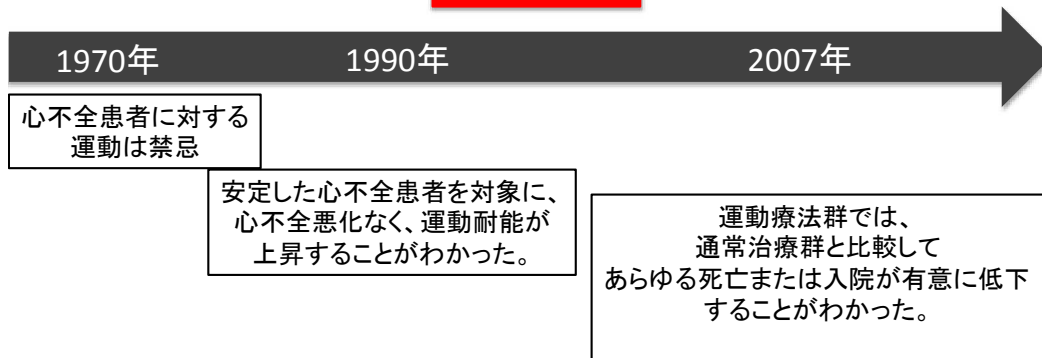 1970年
1990年
2007年
心不全患者に対する
運動は禁忌
安定した心不全患者を対象に、
心不全悪化なく、運動耐能が
上昇することがわかった。
運動療法群では、
通常治療群と比較して
あらゆる死亡または入院が有意に低下
することがわかった。